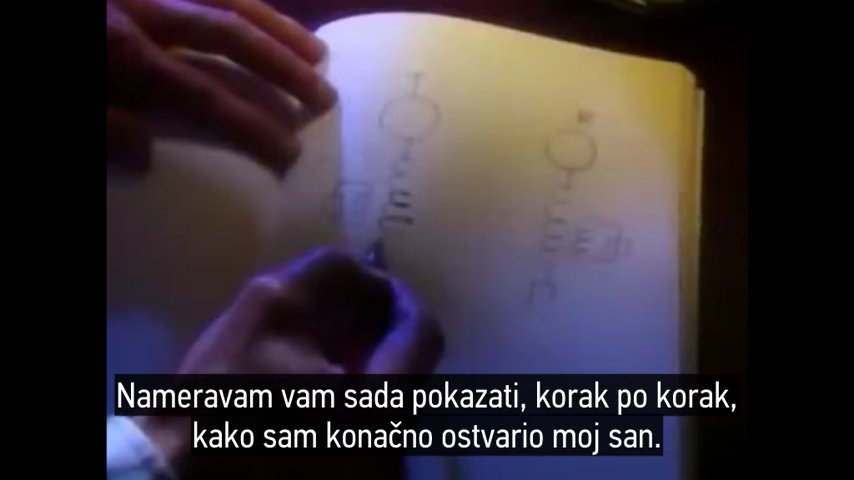 Nameravam vam sada pokazati, korak po korak,
kako sam konačno ostvario moj san.